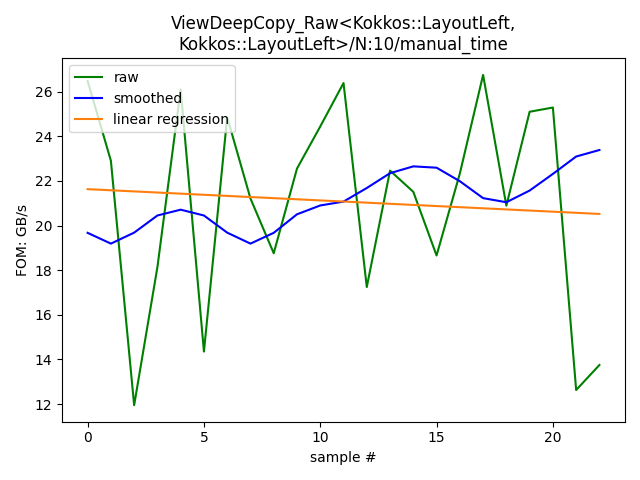 ViewDeepCopy_Raw<Kokkos::LayoutLeft,
Kokkos::LayoutLeft>/N:10/manual_time
raw
smoothed
linear regression
FOM: GB/s
26
24
22
20
18
16
14
12
0
5
10
15
20
sample #